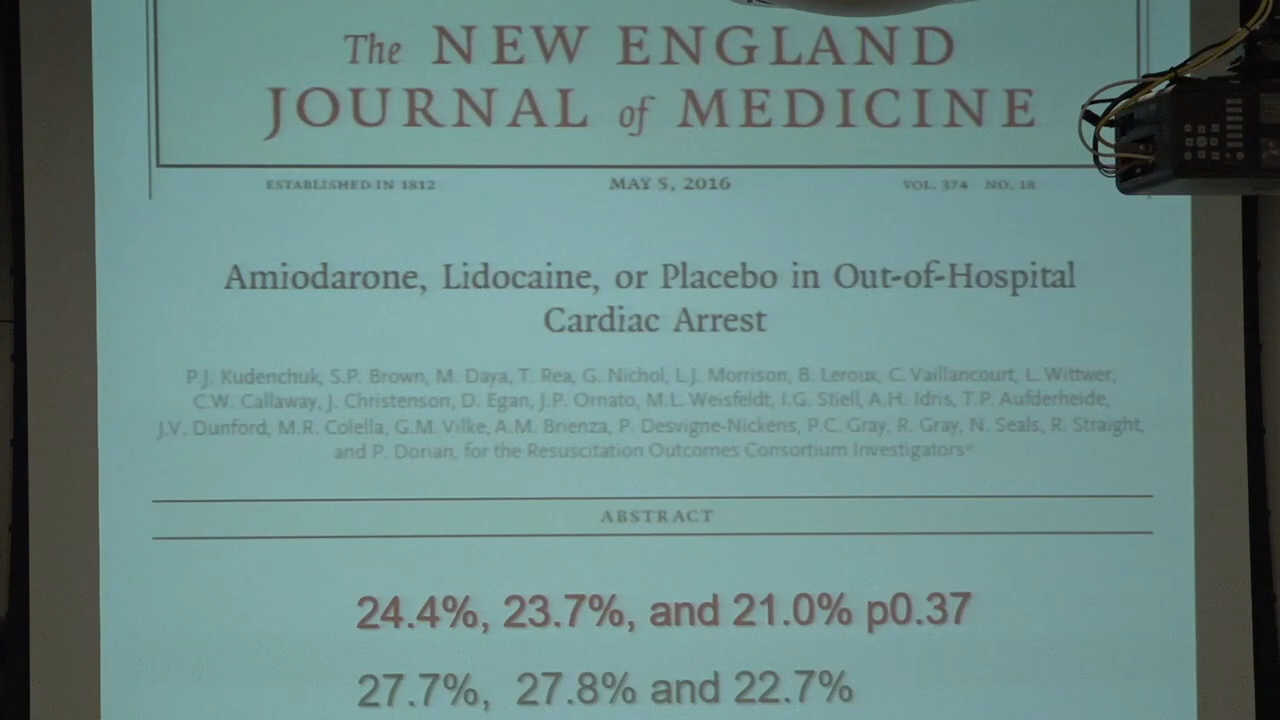 The NEW ENGLAND
JOURNAL of MEDICINE
ESTABLISHED IN 1812 MAY 5, 2016 VOL. 374 NO. 18
Amiodarone, Lidocaine, or Placebo in Out-of-Hospital
Cardiac Arrest
P.J. Kudenchuk, S.P. Brown, M. Daya, T. Rea, G. Nichol, L.J. Morrison, B. Leroux, C. Vaillancourt, L. Wittwer,
C.W. Callaway, J. Christenson, D. Egan, J.P. Ornato, M.L. Weisfeldt, I.G. Stiell, A.H. Idris, T.P. Aufderheide,
J.V. Dunford, M.R. Colella, G.M. Vilke, A.M. Brienza, P. Desvigne-Nickens, P.C. Gray, R. Gray, N. Seals, R. Straight,
and P. Dorian, for the Resuscitation Outcomes Consortium Investigators*
ABSTRACT
24.4%, 23.7%, and 21.0% p0.37
27.7%, 27.8% and 22.7%